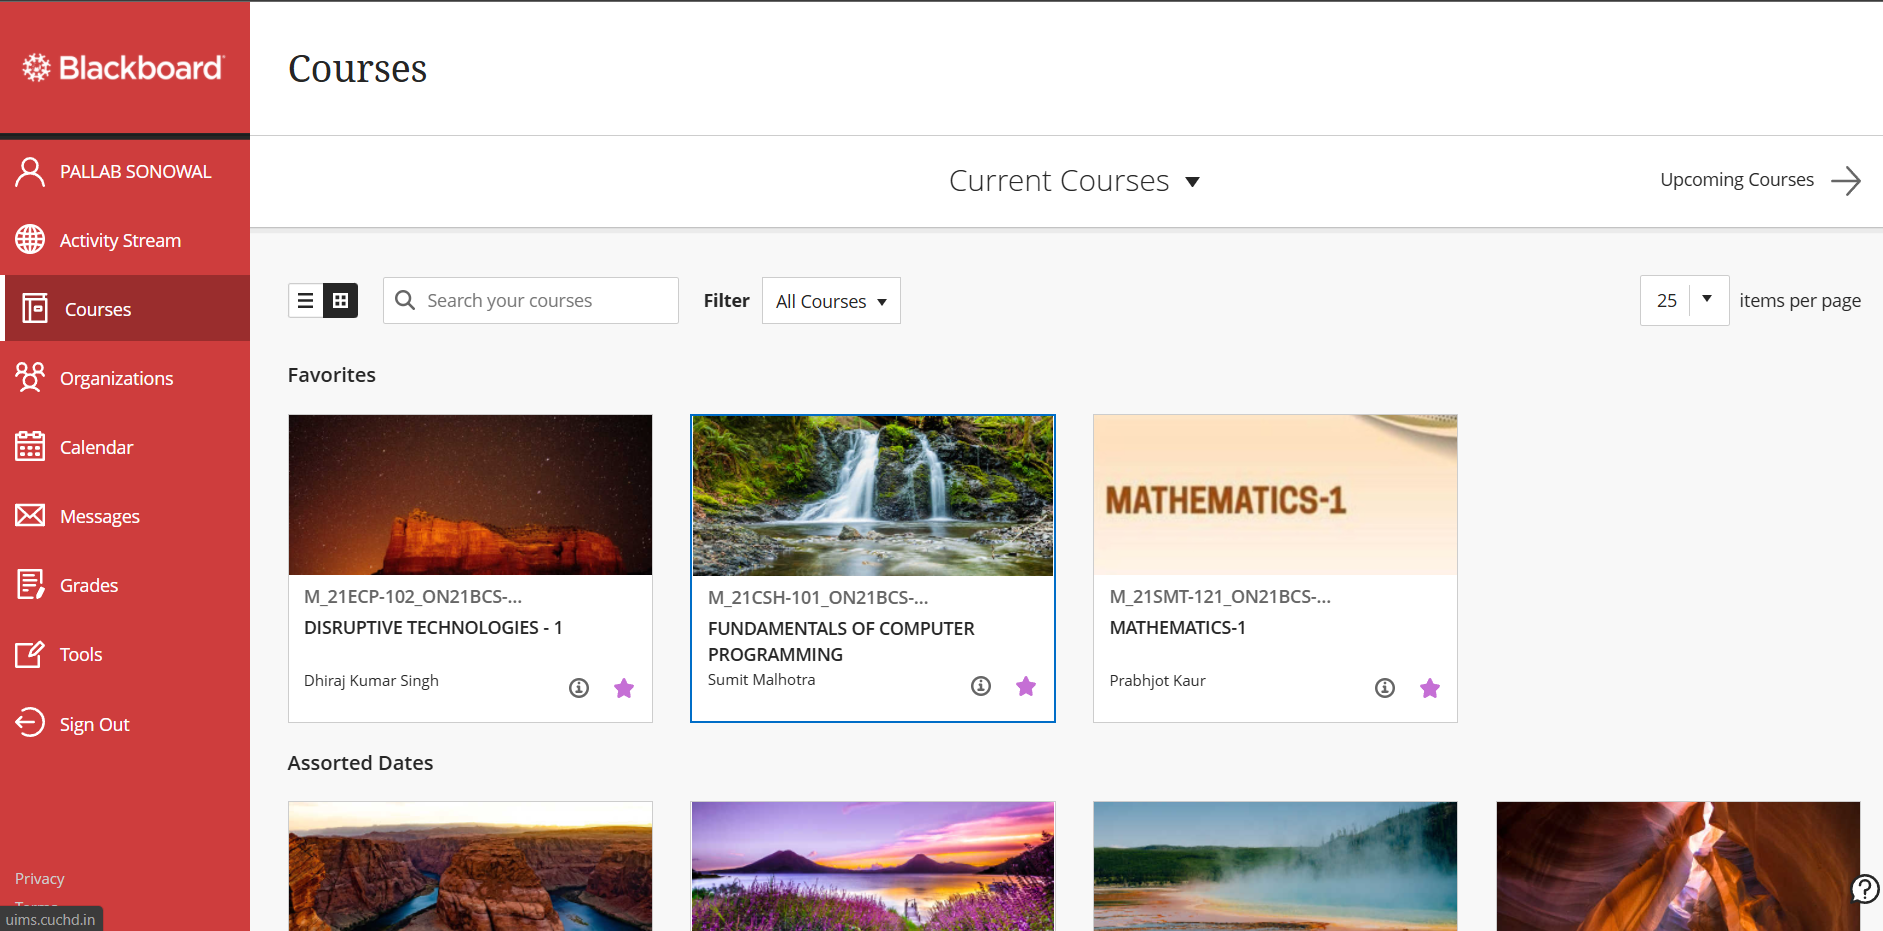 Blackboard
Courses
PALLAB SONOWAL
Activity Stream
Courses
Organizations
Calendar
Messages
Grades
Tools
Sign Out
Privacy
Terms
uims.cuchd.in
Current Courses
Upcoming Courses
Search your courses
Filter
All Courses
25
items per page
Favorites
MATHEMATICS-1
M_21ECP-102_ON21BCS-...
DISRUPTIVE TECHNOLOGIES - 1
Dhiraj Kumar Singh
M_21CSH-101_ON21BCS-...
FUNDAMENTALS OF COMPUTER
PROGRAMMING
Sumit Malhotra
M_21SMT-121_ON21BCS-...
MATHEMATICS-1
Prabhjot Kaur
Assorted Dates